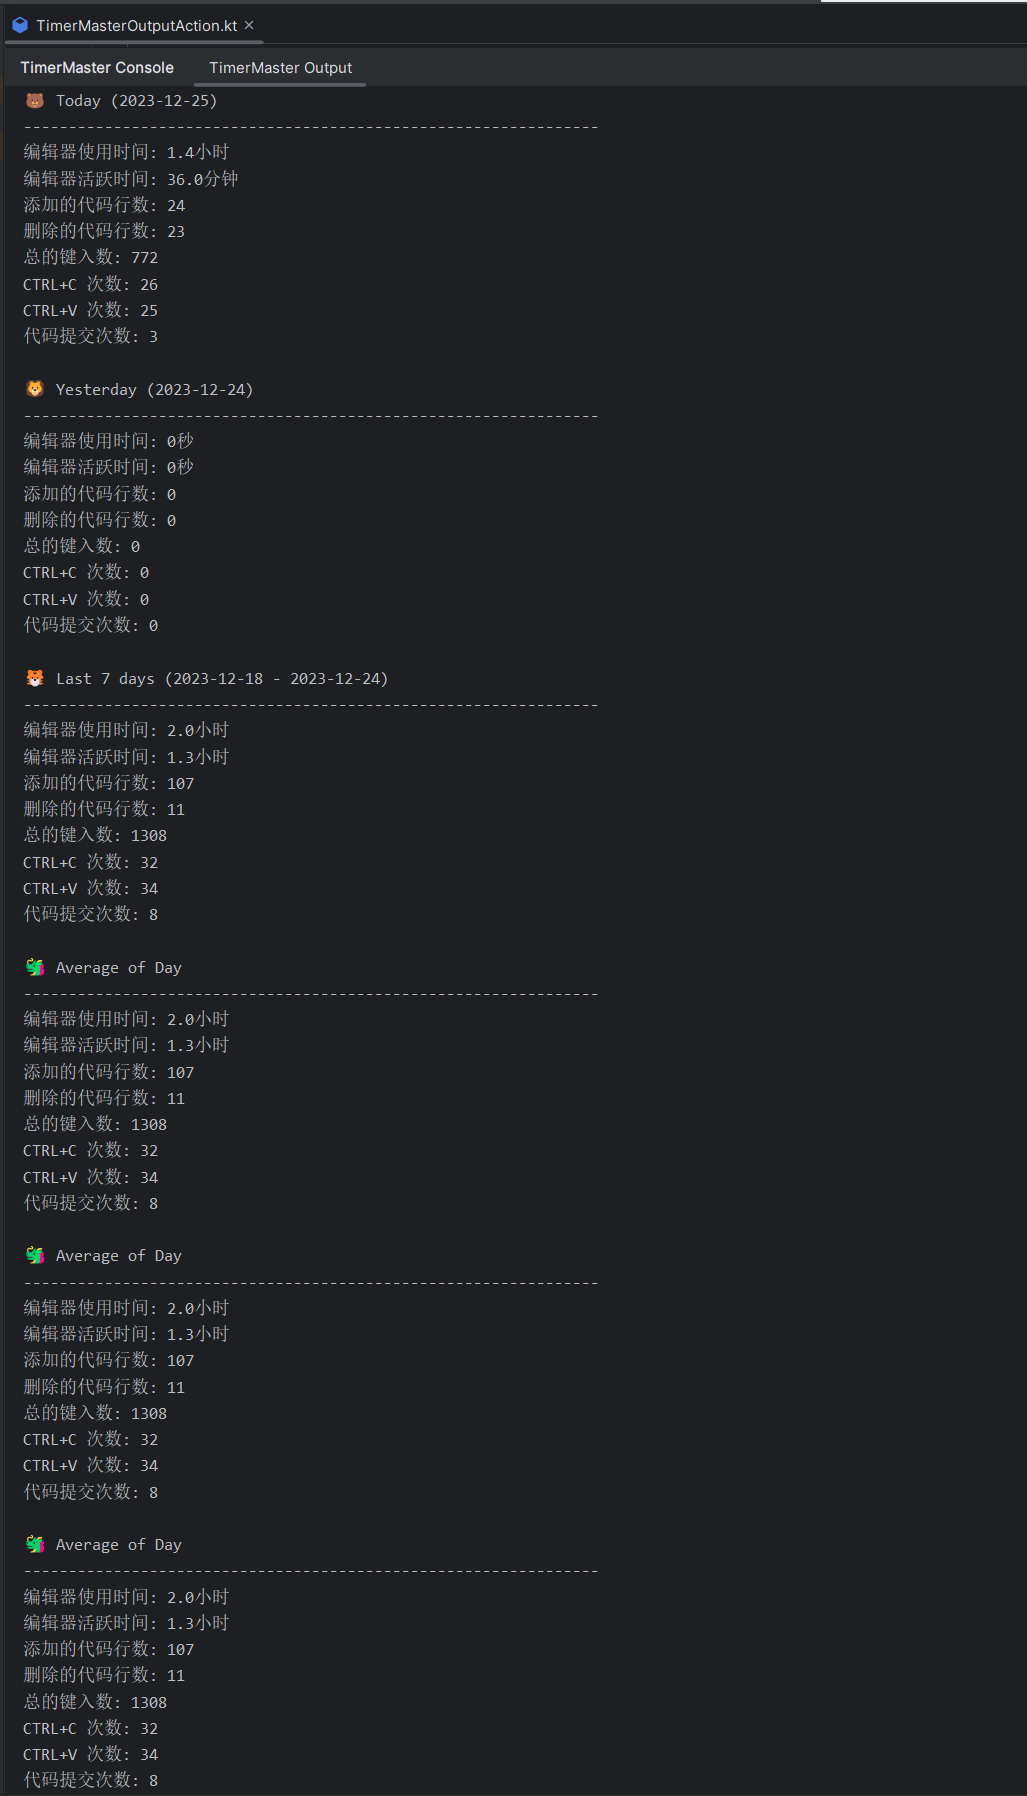 TimerMasterOutputAction.kt
TimerMaster Console TimerMaster Output
🐻 Today (2023-12-25)
----------------------------------------------------------------
编辑器使用时间: 1.4小时
编辑器活跃时间: 36.0分钟
添加的代码行数: 24
删除的代码行数: 23
总的键入数: 772
CTRL+C 次数: 26
CTRL+V 次数: 25
代码提交次数: 3
🦁 Yesterday (2023-12-24)
----------------------------------------------------------------
编辑器使用时间: 0秒
编辑器活跃时间: 0秒
添加的代码行数: 0
删除的代码行数: 0
总的键入数: 0
CTRL+C 次数: 0
CTRL+V 次数: 0
代码提交次数: 0
🐯 Last 7 days (2023-12-18 - 2023-12-24)
----------------------------------------------------------------
编辑器使用时间: 2.0小时
编辑器活跃时间: 1.3小时
添加的代码行数: 107
删除的代码行数: 11
总的键入数: 1308
CTRL+C 次数: 32
CTRL+V 次数: 34
代码提交次数: 8
🐲 Average of Day
----------------------------------------------------------------
编辑器使用时间: 2.0小时
编辑器活跃时间: 1.3小时
添加的代码行数: 107
删除的代码行数: 11
总的键入数: 1308
CTRL+C 次数: 32
CTRL+V 次数: 34
代码提交次数: 8
🐲 Average of Day
----------------------------------------------------------------
编辑器使用时间: 2.0小时
编辑器活跃时间: 1.3小时
添加的代码行数: 107
删除的代码行数: 11
总的键入数: 1308
CTRL+C 次数: 32
CTRL+V 次数: 34
代码提交次数: 8
🐲 Average of Day
----------------------------------------------------------------
编辑器使用时间: 2.0小时
编辑器活跃时间: 1.3小时
添加的代码行数: 107
删除的代码行数: 11
总的键入数: 1308
CTRL+C 次数: 32
CTRL+V 次数: 34
代码提交次数: 8